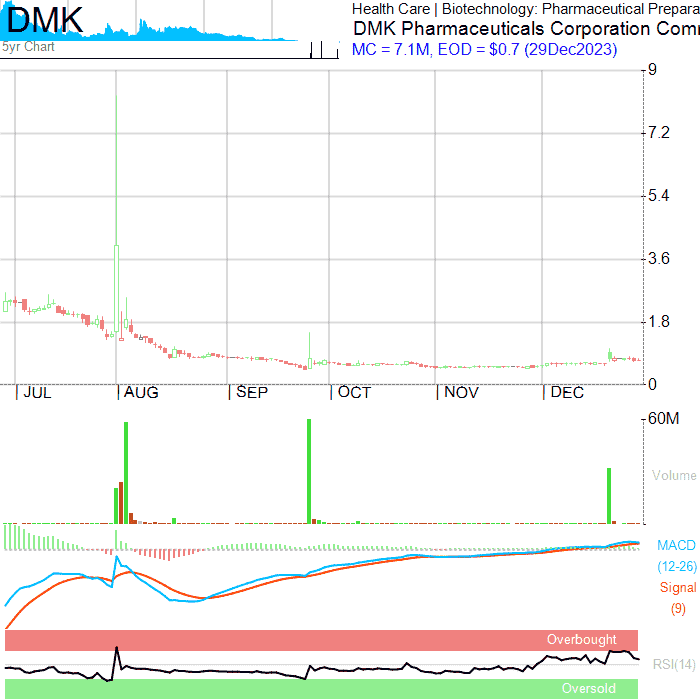 DMK
5yr Chart
Health Care | Biotechnology: Pharmaceutical Prepara
DMK Pharmaceuticals Corporation Com
MC = 7.1M, EOD = $0.7 (29Dec2023)
9
7.2
5.4
3.6
1.8
0
JUL AUG SEP OCT NOV DEC
60M
Volume
MACD
(12-26)
Signal
(9)
Overbought
RSI(14)
Oversold